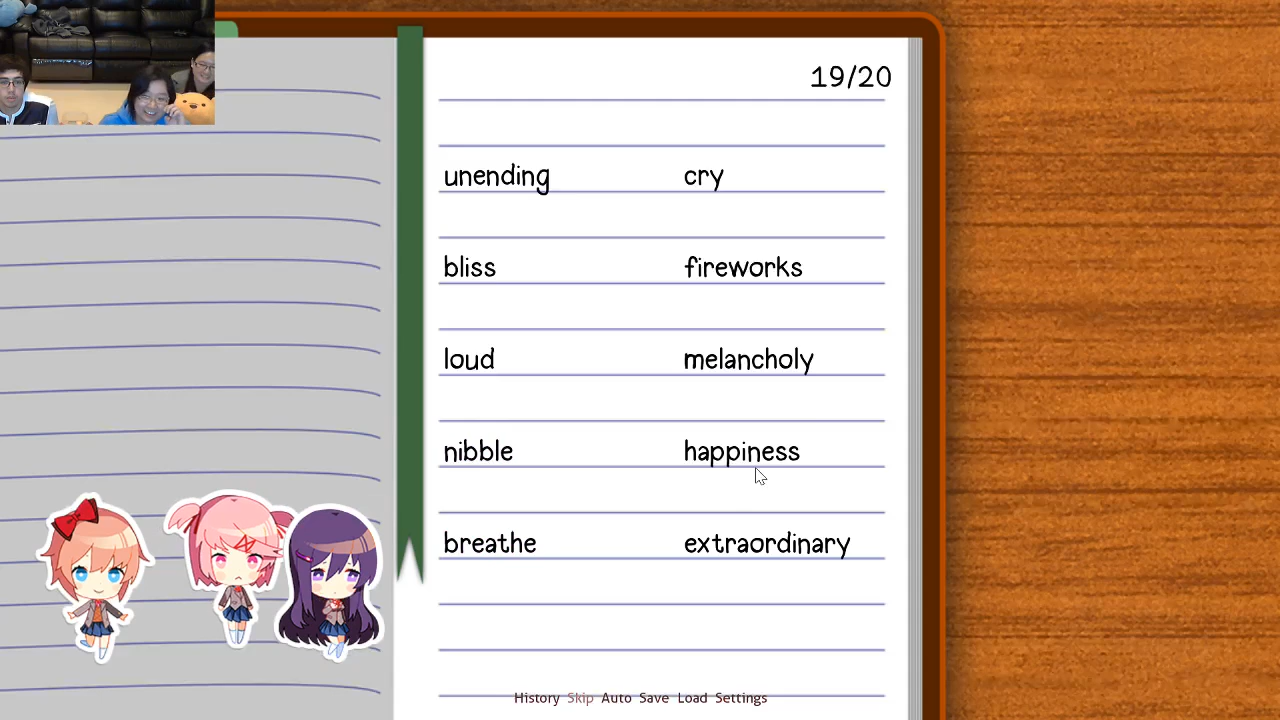 19/20
unending cry
bliss fireworks
loud melancholy
nibble happiness
breathe extraordinary
History Skip Auto Save Load Settings